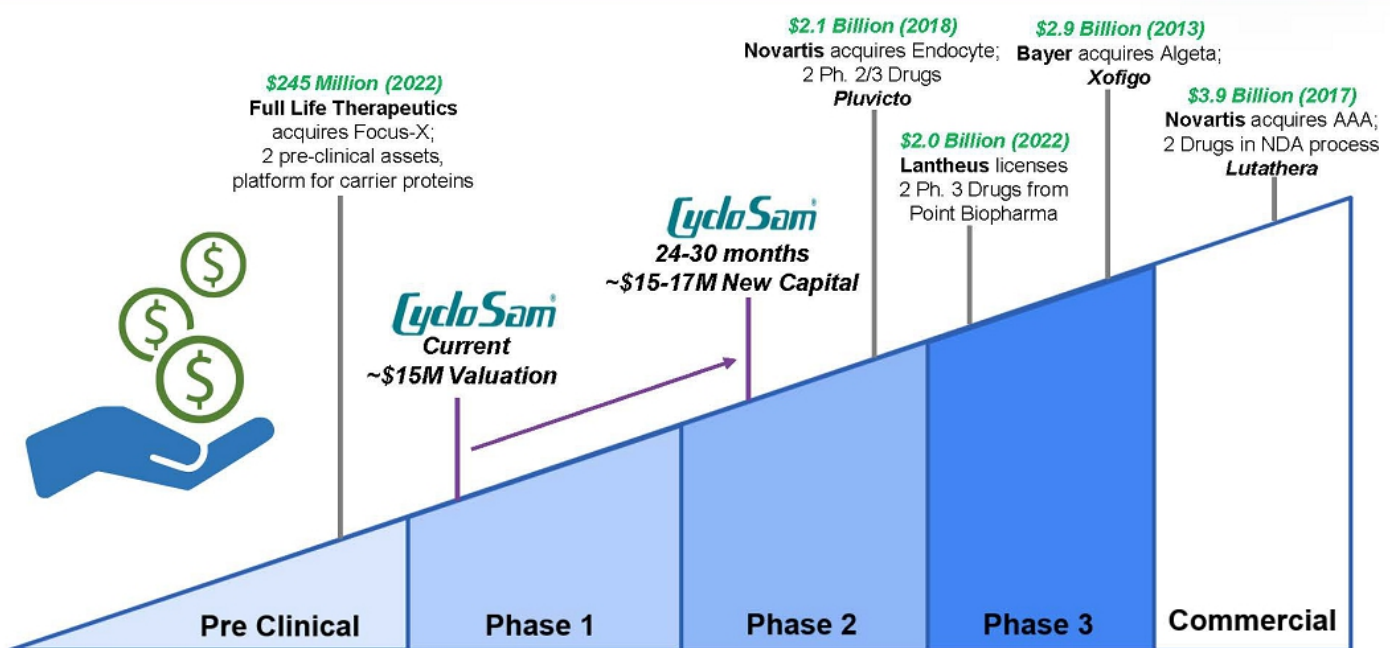 $245 Million (2022)
Full Life Therapeutics
acquires Focus-X;
2 pre-clinical assets,
platform for carrier proteins
CycloSam®
Current
~$15M Valuation
CycloSam®
24-30 months
~$15-17M New Capital
$2.1 Billion (2018)
Novartis acquires Endocyte;
2 Ph. 2/3 Drugs
Pluvicto
$2.0 Billion (2022)
Lantheus licenses
2 Ph. 3 Drugs from
Point Biopharma
$2.9 Billion (2013)
Bayer acquires Algeta;
Xofigo
$3.9 Billion (2017)
Novartis acquires AAA;
2 Drugs in NDA process
Lutathera
$
$
$
Pre Clinical
Phase 1
Phase 2
Phase 3
Commercial